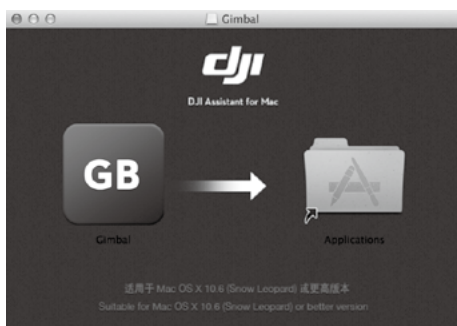 Gimbal
dji
DJI Assistant for Mac
GB
Gimbal
Applications
适用于 Mac OS X 10.6 (Snow Leopard) 或更高版本
Suitable for Mac OS X 10.6 (Snow Leopard) or better version